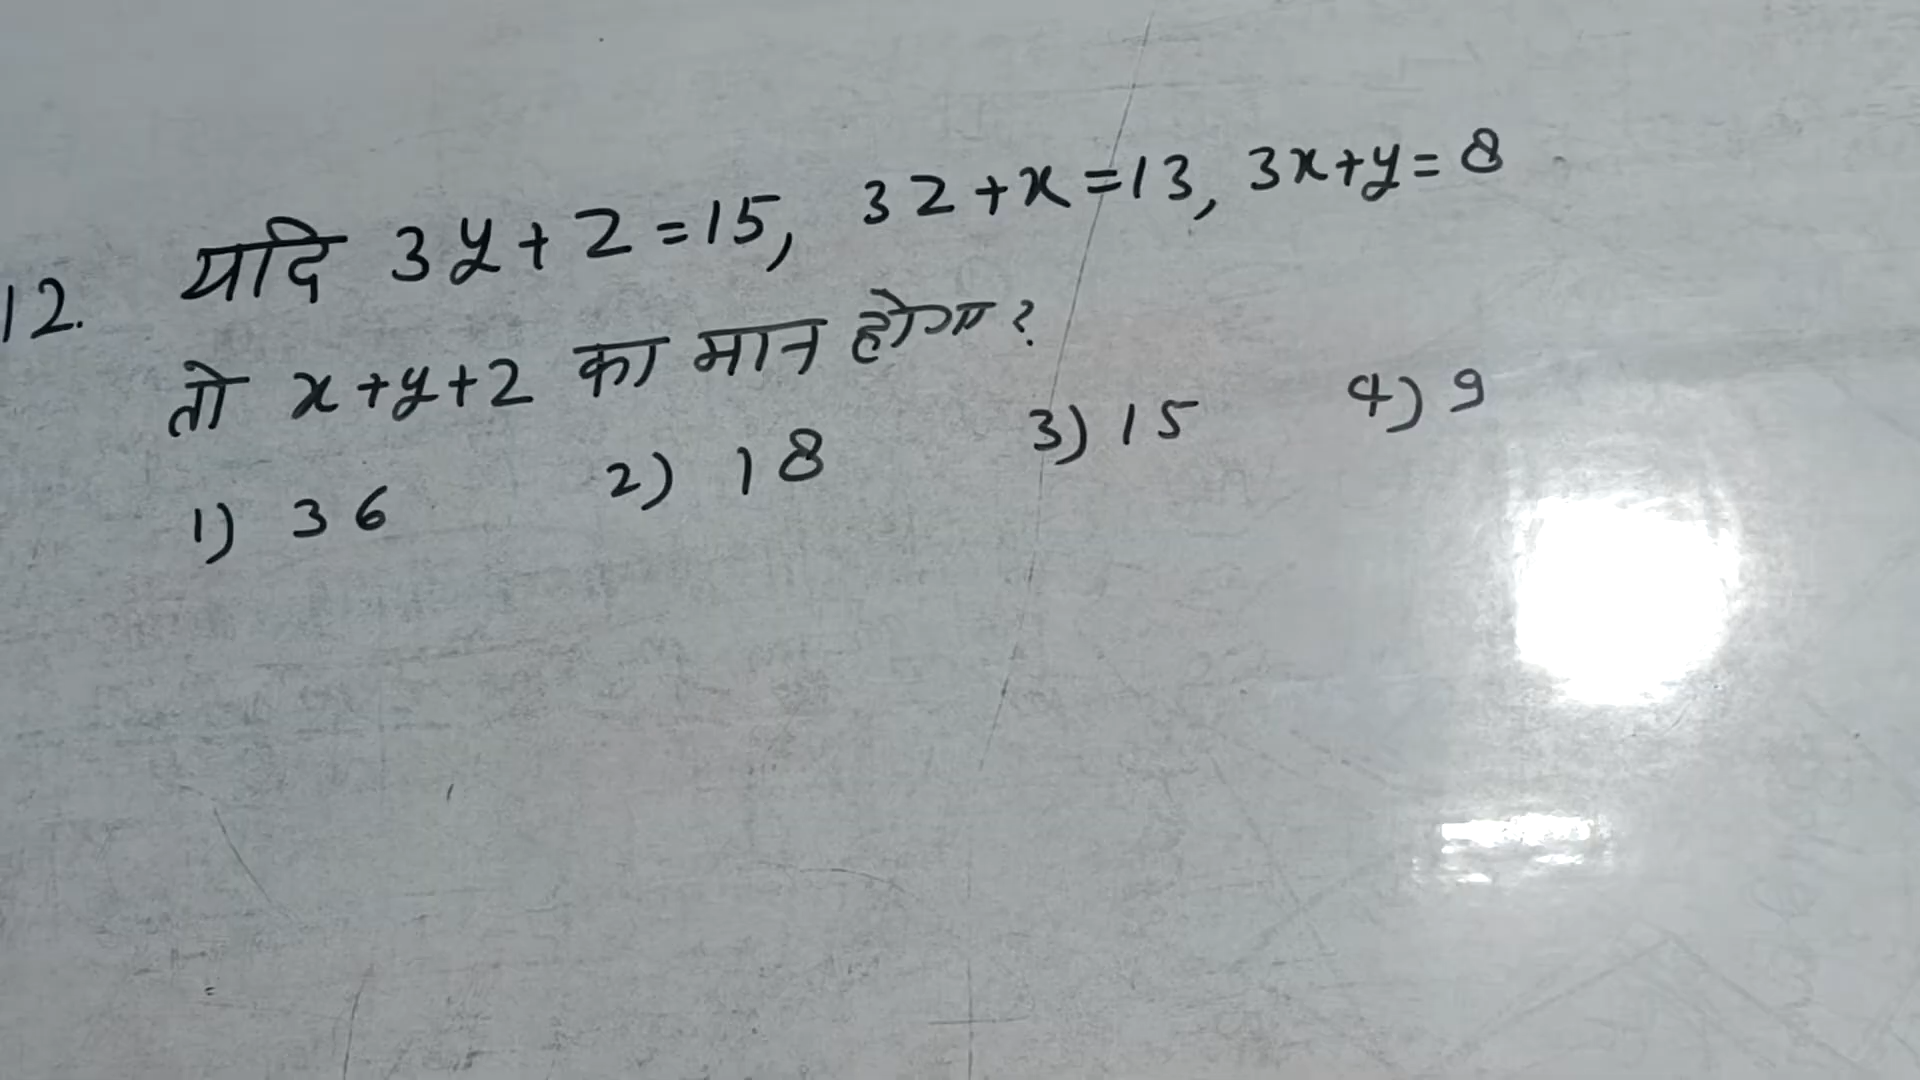 12. यदि 3y+z=15, 3z+x=13, 3x+y=8
तो x+y+z का मान होगा?
1) 36 2) 18 3) 15 4) 9